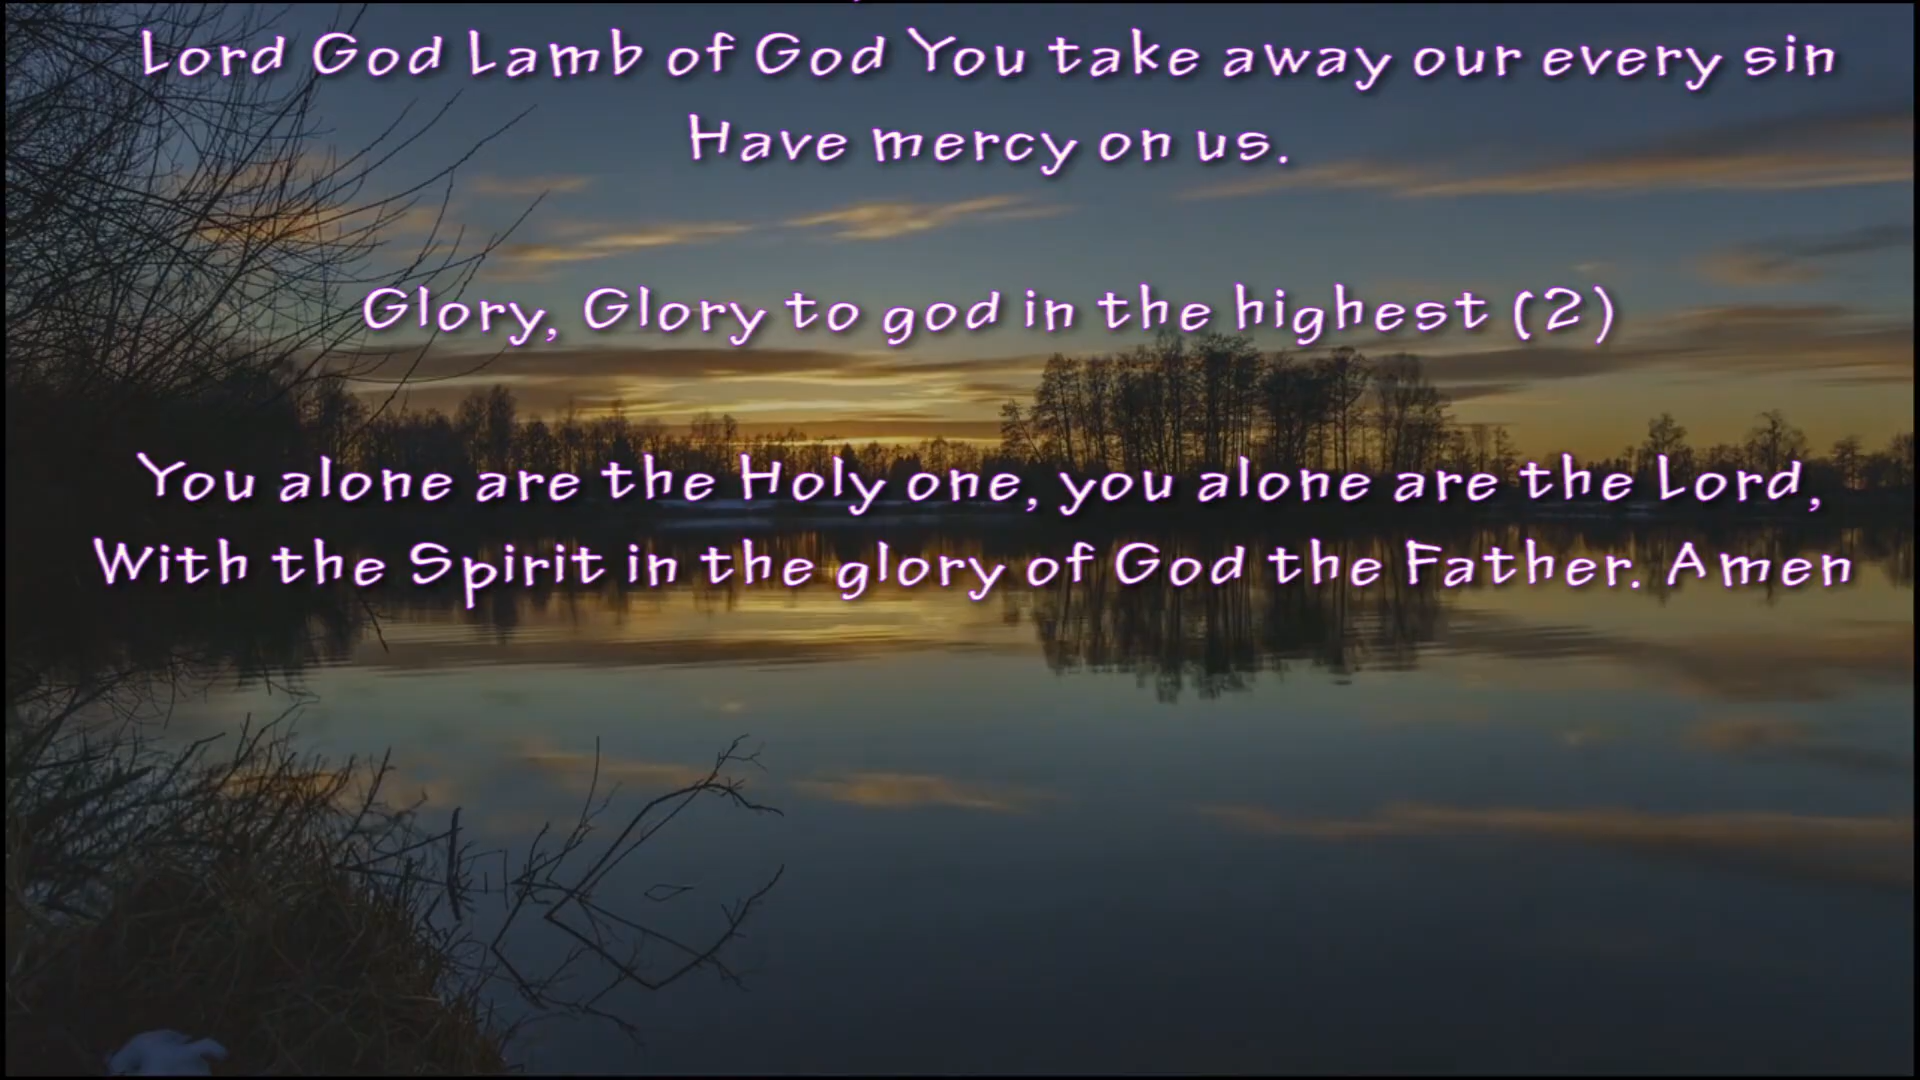 Lord God Lamb of God You take away our every sin
Have mercy on us.
Glory, Glory to god in the highest (2)
You alone are the Holy one, you alone are the Lord,
With the Spirit in the glory of God the Father. Amen